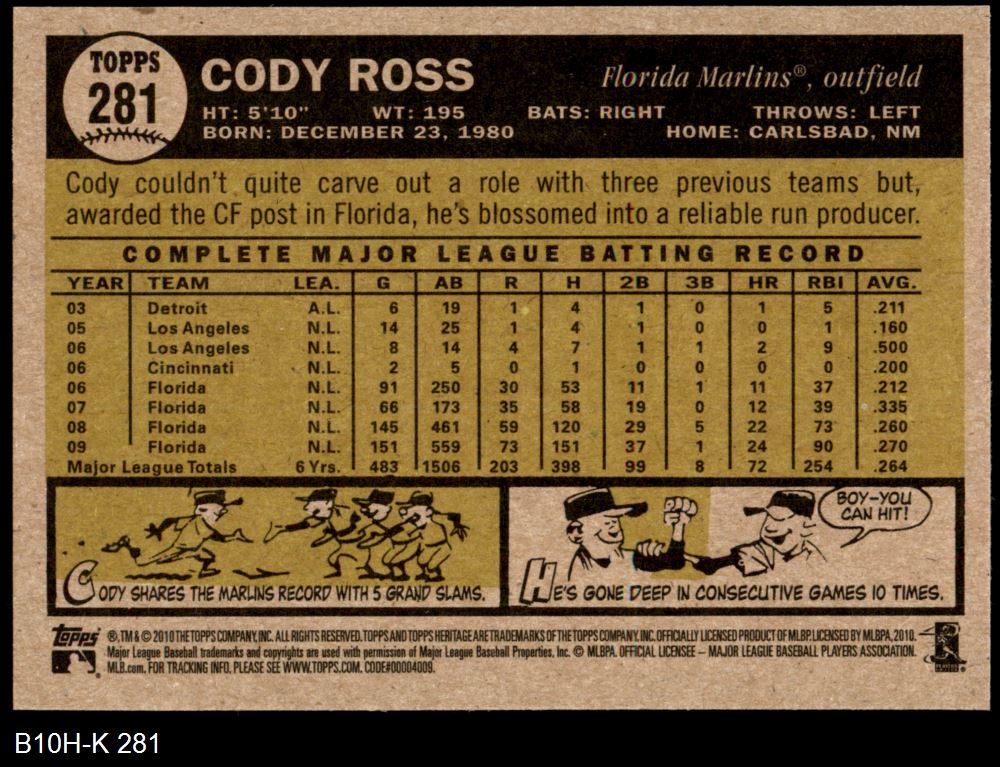 TOPPS
281
CODY ROSS
Florida Marlins®, outfield
HT: 5'10" WT: 195 BATS: RIGHT THROWS: LEFT
BORN: DECEMBER 23, 1980 HOME: CARLSBAD, NM
Cody couldn't quite carve out a role with three previous teams but,
awarded the CF post in Florida, he's blossomed into a reliable run producer.
COMPLETE MAJOR LEAGUE BATTING RECORD
YEAR TEAM LEA. G AB R H 2B 3B HR RBI AVG.
03 Detroit A.L. 6 19 1 4 1 0 1 5 .211
05 Los Angeles N.L. 14 25 1 4 1 0 0 1 .160
06 Los Angeles N.L. 8 14 4 7 1 1 2 9 .500
06 Cincinnati N.L. 2 5 0 1 0 0 0 0 .200
06 Florida N.L. 91 250 30 53 11 1 11 37 .212
07 Florida N.L. 66 173 35 58 19 0 12 39 .335
08 Florida N.L. 145 461 59 120 29 5 22 73 .260
09 Florida N.L. 151 559 73 151 37 1 24 90 .270
Major League Totals 6 Yrs. 483 1506 203 398 99 8 72 254 .264
BOY-YOU
CAN HIT!
CODY SHARES THE MARLINS RECORD WITH 5 GRAND SLAMS.
HE'S GONE DEEP IN CONSECUTIVE GAMES 10 TIMES.
topps ®, TM & © 2010 THE TOPPS COMPANY, INC. ALL RIGHTS RESERVED. TOPPS AND TOPPS HERITAGE ARE TRADEMARKS OF THE TOPPS COMPANY, INC. OFFICIALLY LICENSED PRODUCT OF MLBP. LICENSED BY MLBPA, 2010.
Major League Baseball trademarks and copyrights are used with permission of Major League Baseball Properties, Inc. © MLBPA. OFFICIAL LICENSEE – MAJOR LEAGUE BASEBALL PLAYERS ASSOCIATION.
MLB.com. FOR TRACKING INFO, PLEASE SEE WWW.TOPPS.COM. CODE#00004009.
B10H-K 281